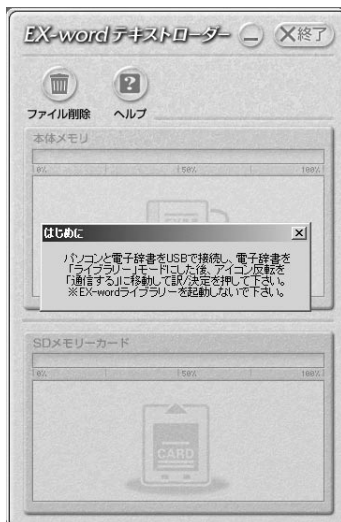 EX-word テキストローダー
×終了
ファイル削除 ヘルプ
本体メモリ
0% 50% 100%
はじめに
パソコンと電子辞書をUSBで接続し、電子辞書を
「ライブラリー」モードにした後、アイコン反転を
「通信する」に移動して訳/決定を押して下さい。
※EX-wordライブラリーを起動しないで下さい。
SDメモリーカード
0% 50% 100%
CARD